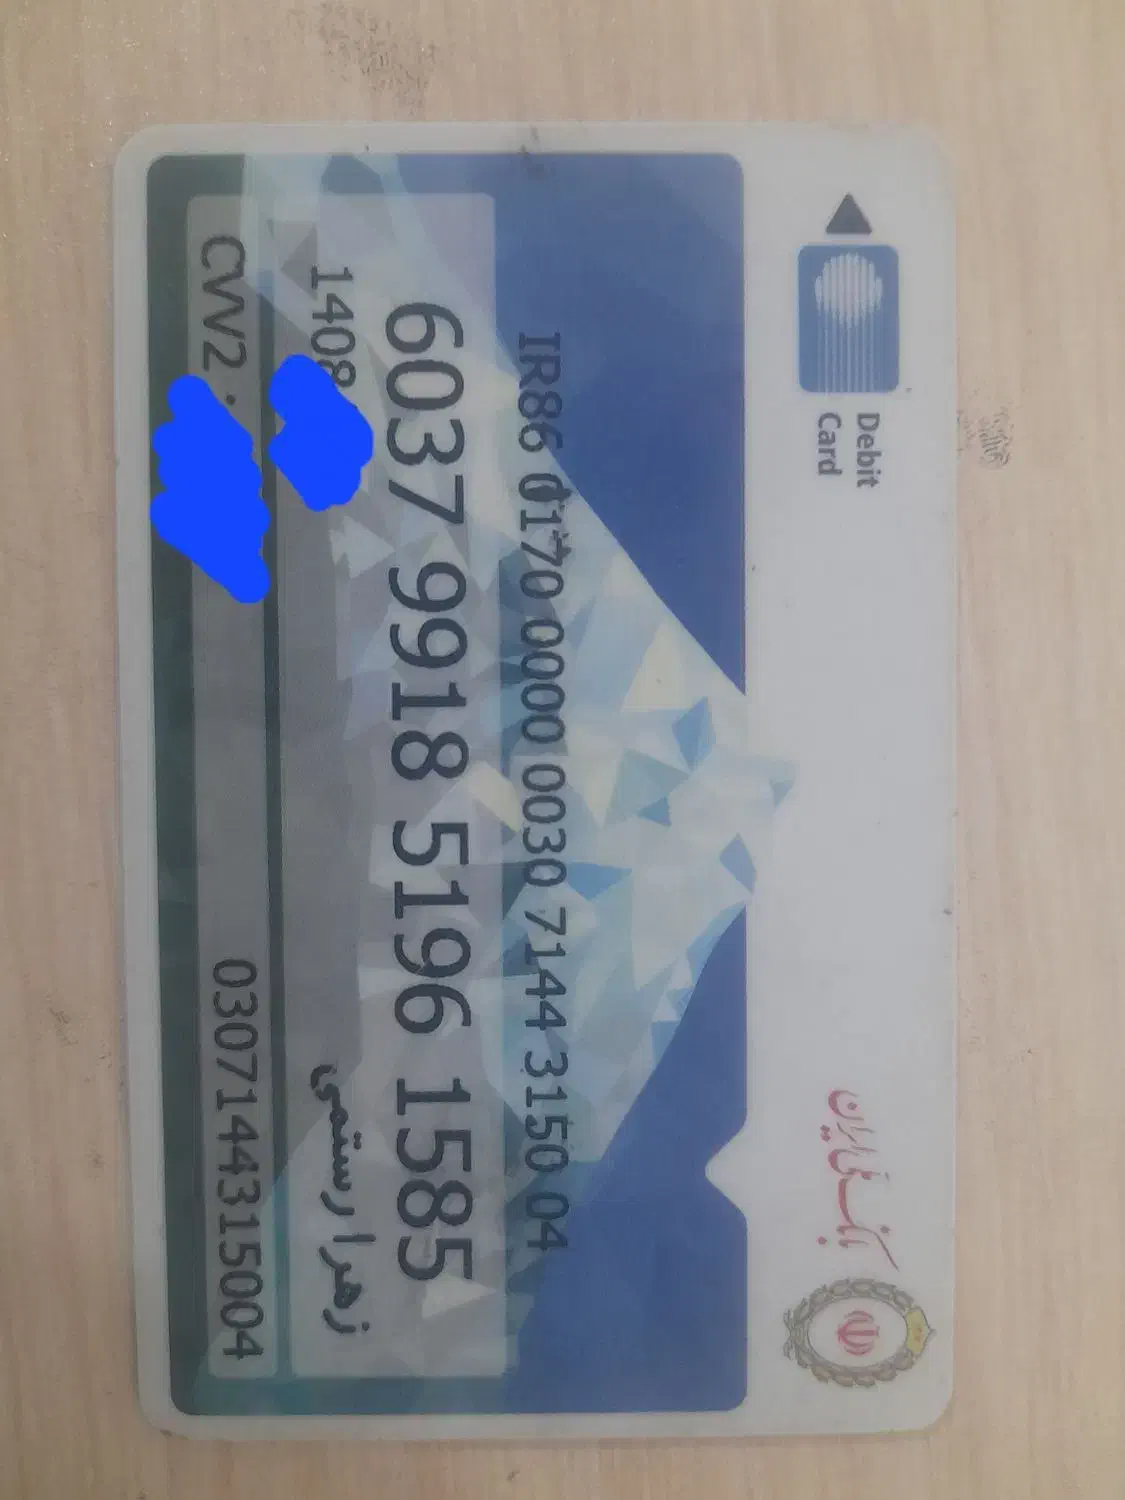 بانک ملی ایران
Debit
Card
IR86 0170 0000 0030 7144 3150 04
6037 9918 5196 1585
1408
زهرا رستمی
CVV2 0307144315004